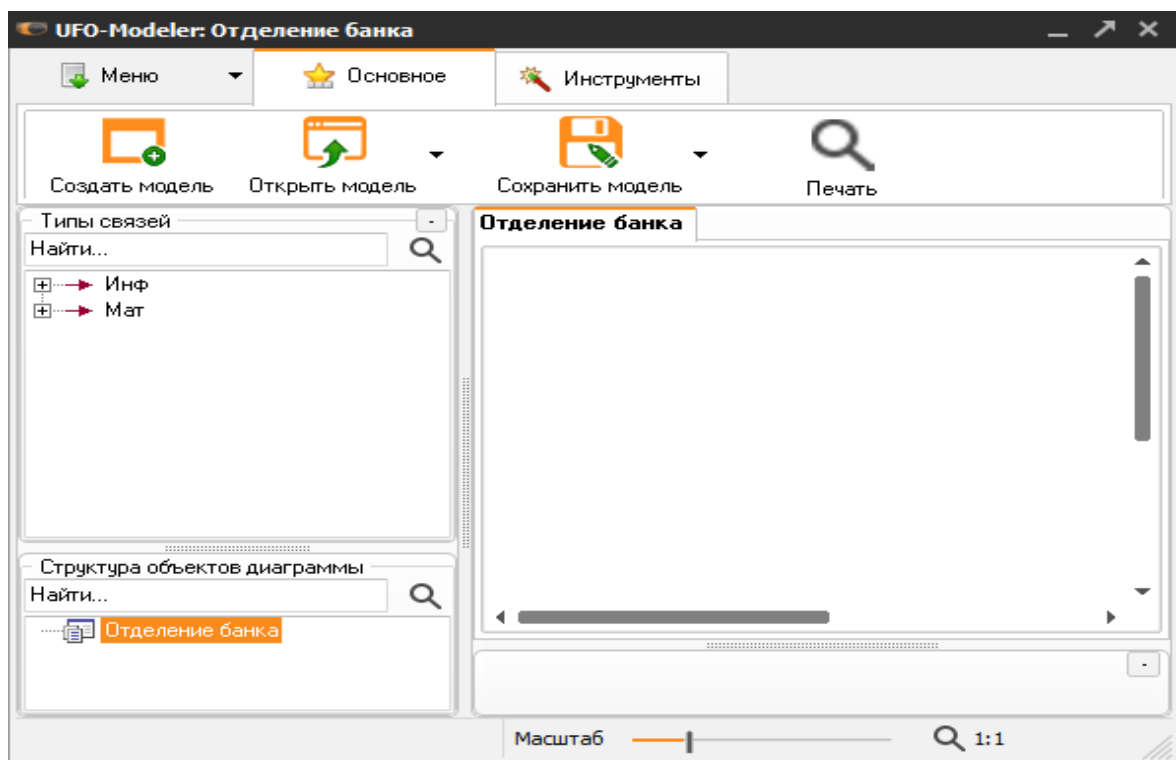 UFO-Modeler: Отделение банка
Меню
Основное
Инструменты
Создать модель
Открыть модель
Сохранить модель
Печать
Типы связей
Найти...
Инф
Мат
Отделение банка
Структура объектов диаграммы
Найти...
Отделение банка
Масштаб
1:1